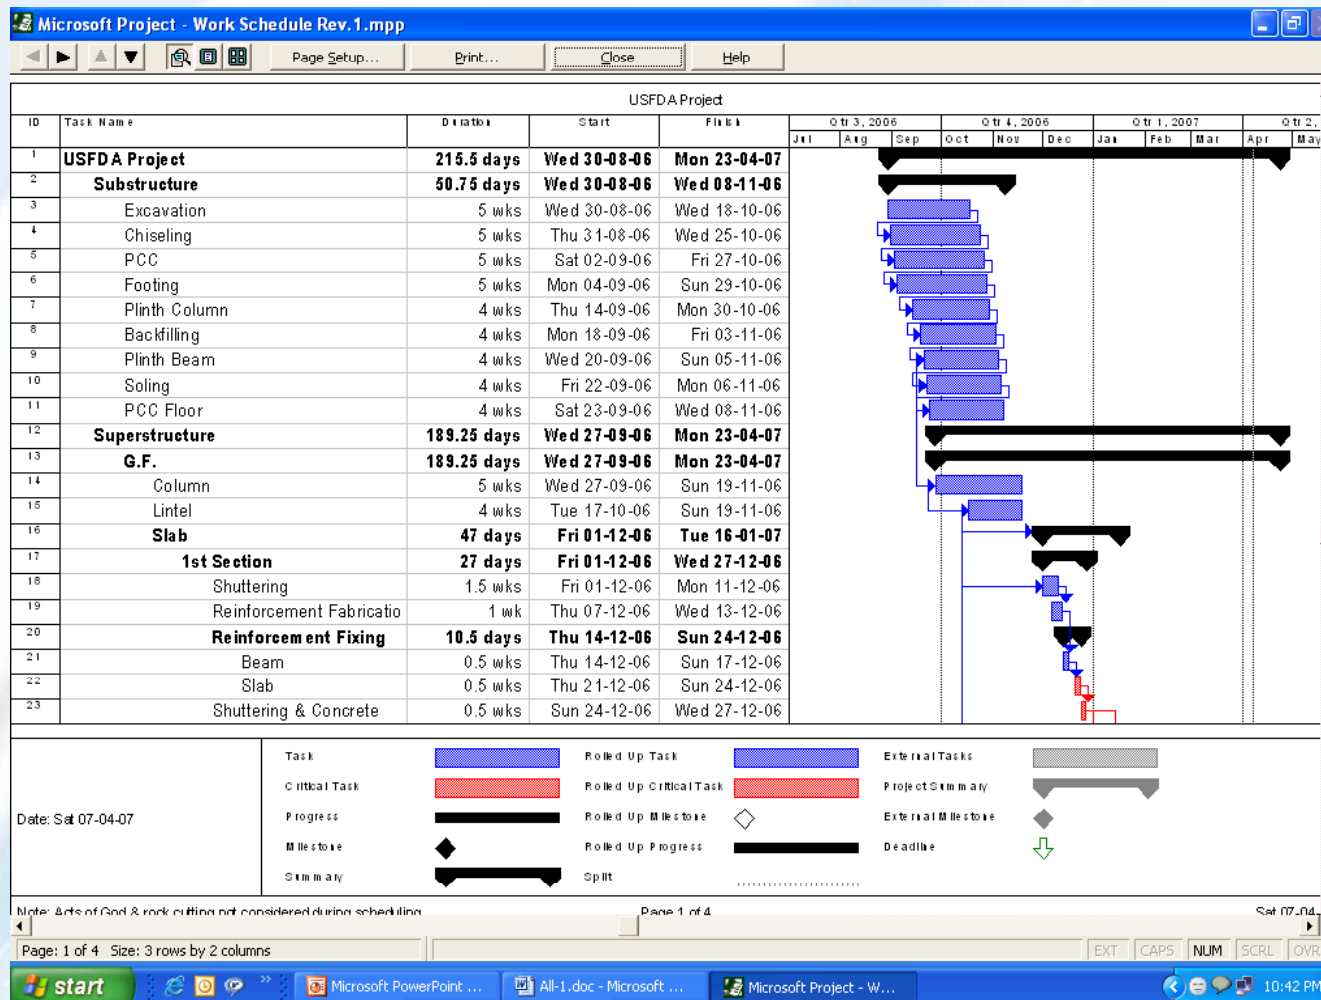 Microsoft Project - Work Schedule Rev.1.mpp
Page Setup... Print... Close Help
USFDA Project
ID Task Name Duration Start Finish Qtr 3, 2006 Qtr 4, 2006 Qtr 1, 2007 Qtr 2,
Jul Aug Sep Oct Nov Dec Jan Feb Mar Apr May
1 USFDA Project 215.5 days Wed 30-08-06 Mon 23-04-07
2 Substructure 50.75 days Wed 30-08-06 Wed 08-11-06
3 Excavation 5 wks Wed 30-08-06 Wed 18-10-06
4 Chiseling 5 wks Thu 31-08-06 Wed 25-10-06
5 PCC 5 wks Sat 02-09-06 Fri 27-10-06
6 Footing 5 wks Mon 04-09-06 Sun 29-10-06
7 Plinth Column 4 wks Thu 14-09-06 Mon 30-10-06
8 Backfilling 4 wks Mon 18-09-06 Fri 03-11-06
9 Plinth Beam 4 wks Wed 20-09-06 Sun 05-11-06
10 Soling 4 wks Fri 22-09-06 Mon 06-11-06
11 PCC Floor 4 wks Sat 23-09-06 Wed 08-11-06
12 Superstructure 189.25 days Wed 27-09-06 Mon 23-04-07
13 G.F. 189.25 days Wed 27-09-06 Mon 23-04-07
14 Column 5 wks Wed 27-09-06 Sun 19-11-06
15 Lintel 4 wks Tue 17-10-06 Sun 19-11-06
16 Slab 47 days Fri 01-12-06 Tue 16-01-07
17 1st Section 27 days Fri 01-12-06 Wed 27-12-06
18 Shuttering 1.5 wks Fri 01-12-06 Mon 11-12-06
19 Reinforcement Fabricatio 1 wk Thu 07-12-06 Wed 13-12-06
20 Reinforcement Fixing 10.5 days Thu 14-12-06 Sun 24-12-06
21 Beam 0.5 wks Thu 14-12-06 Sun 17-12-06
22 Slab 0.5 wks Thu 21-12-06 Sun 24-12-06
23 Shuttering & Concrete 0.5 wks Sun 24-12-06 Wed 27-12-06
Task Rolled Up Task External Tasks
Critical Task Rolled Up Critical Task Project Summary
Date: Sat 07-04-07 Progress Rolled Up Milestone External Milestone
Milestone Rolled Up Progress Deadline
Summary Split
Note: Acts of God & rock cutting not considered during scheduling Page 1 of 4 Sat 07-04-
Page: 1 of 4 Size: 3 rows by 2 columns EXT CAPS NUM SCRL OVR
start Microsoft PowerPoint ... All-1.doc - Microsoft ... Microsoft Project - W... 10:42 PM